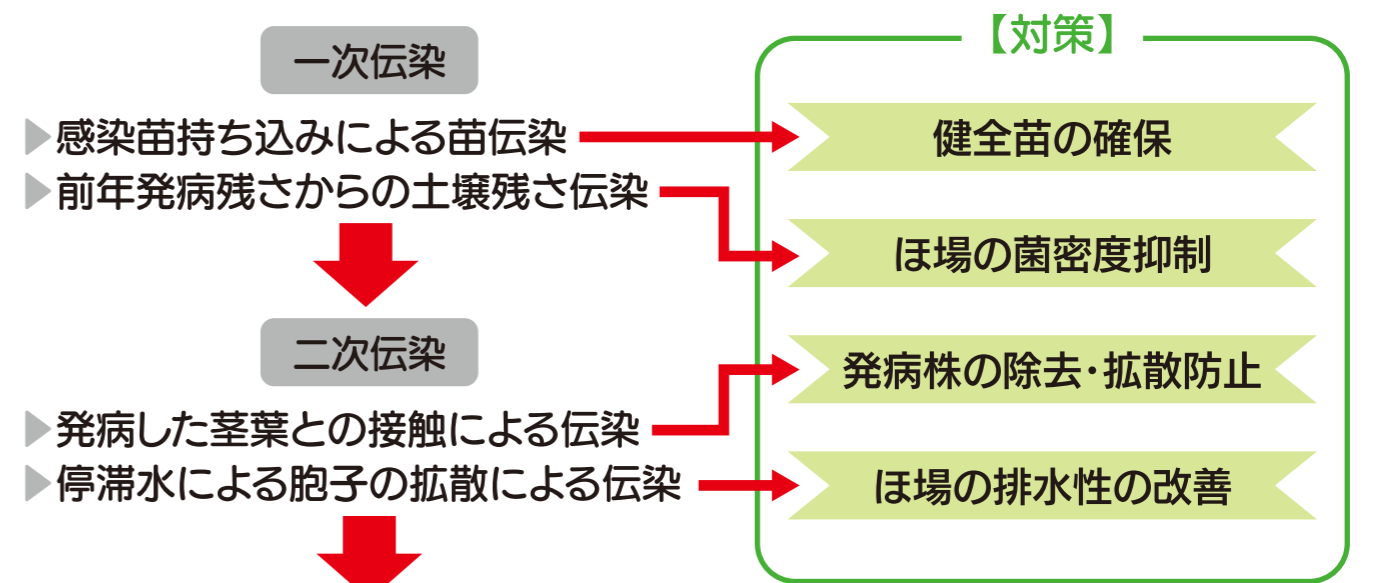 【対策】
一次伝染
感染苗持ち込みによる苗伝染
健全苗の確保
前年発病残さからの土壌残さ伝染
ほ場の菌密度抑制
二次伝染
発病した茎葉との接触による伝染
発病株の除去・拡散防止
停滞水による胞子の拡散による伝染
ほ場の排水性の改善